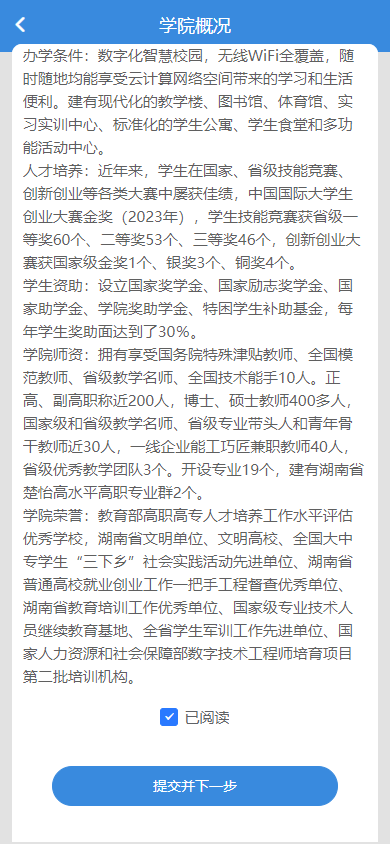 学院概况
办学条件：数字化智慧校园，无线WiFi全覆盖，随
时随地均能享受云计算网络空间带来的学习和生活
便利。建有现代化的教学楼、图书馆、体育馆、实
习实训中心、标准化的学生公寓、学生食堂和多功
能活动中心。
人才培养：近年来，学生在国家、省级技能竞赛、
创新创业等各类大赛中屡获佳绩，中国国际大学生
创业大赛金奖（2023年），学生技能竞赛获省级一
等奖60个、二等奖53个、三等奖46个，创新创业大
赛获国家级金奖1个、银奖3个、铜奖4个。
学生资助：设立国家奖学金、国家励志奖学金、国
家助学金、学院奖助学金、特困学生补助基金，每
年学生奖助面达到了30%。
学院师资：拥有享受国务院特殊津贴教师、全国模
范教师、省级教学名师、全国技术能手10人。正
高、副高职称近200人，博士、硕士教师400多人，
国家级和省级教学名师、省级专业带头人和青年骨
干教师近30人，一线企业能工巧匠兼职教师40人，
省级优秀教学团队3个。开设专业19个，建有湖南省
楚怡高水平高职专业群2个。
学院荣誉：教育部高职高专人才培养工作水平评估
优秀学校，湖南省文明单位、文明高校、全国大中
专学生“三下乡”社会实践活动先进单位、湖南省
普通高校就业创业工作一把手工程督查优秀单位、
湖南省教育培训工作优秀单位、国家级专业技术人
员继续教育基地、全省学生军训工作先进单位、国
家人力资源和社会保障部数字技术工程师培育项目
第二批培训机构。
已阅读
提交并下一步